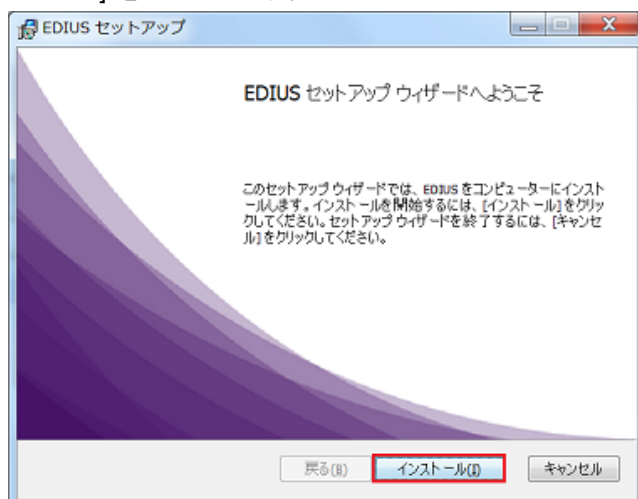 EDIUS セットアップ
EDIUS セットアップ ウィザードへようこそ
このセットアップ ウィザードでは、EDIUS をコンピューターにインスト
ールします。インストールを開始するには、[インストール] をクリッ
クしてください。セットアップ ウィザードを終了するには、[キャンセ
ル] をクリックしてください。
戻る(B) インストール(I) キャンセル